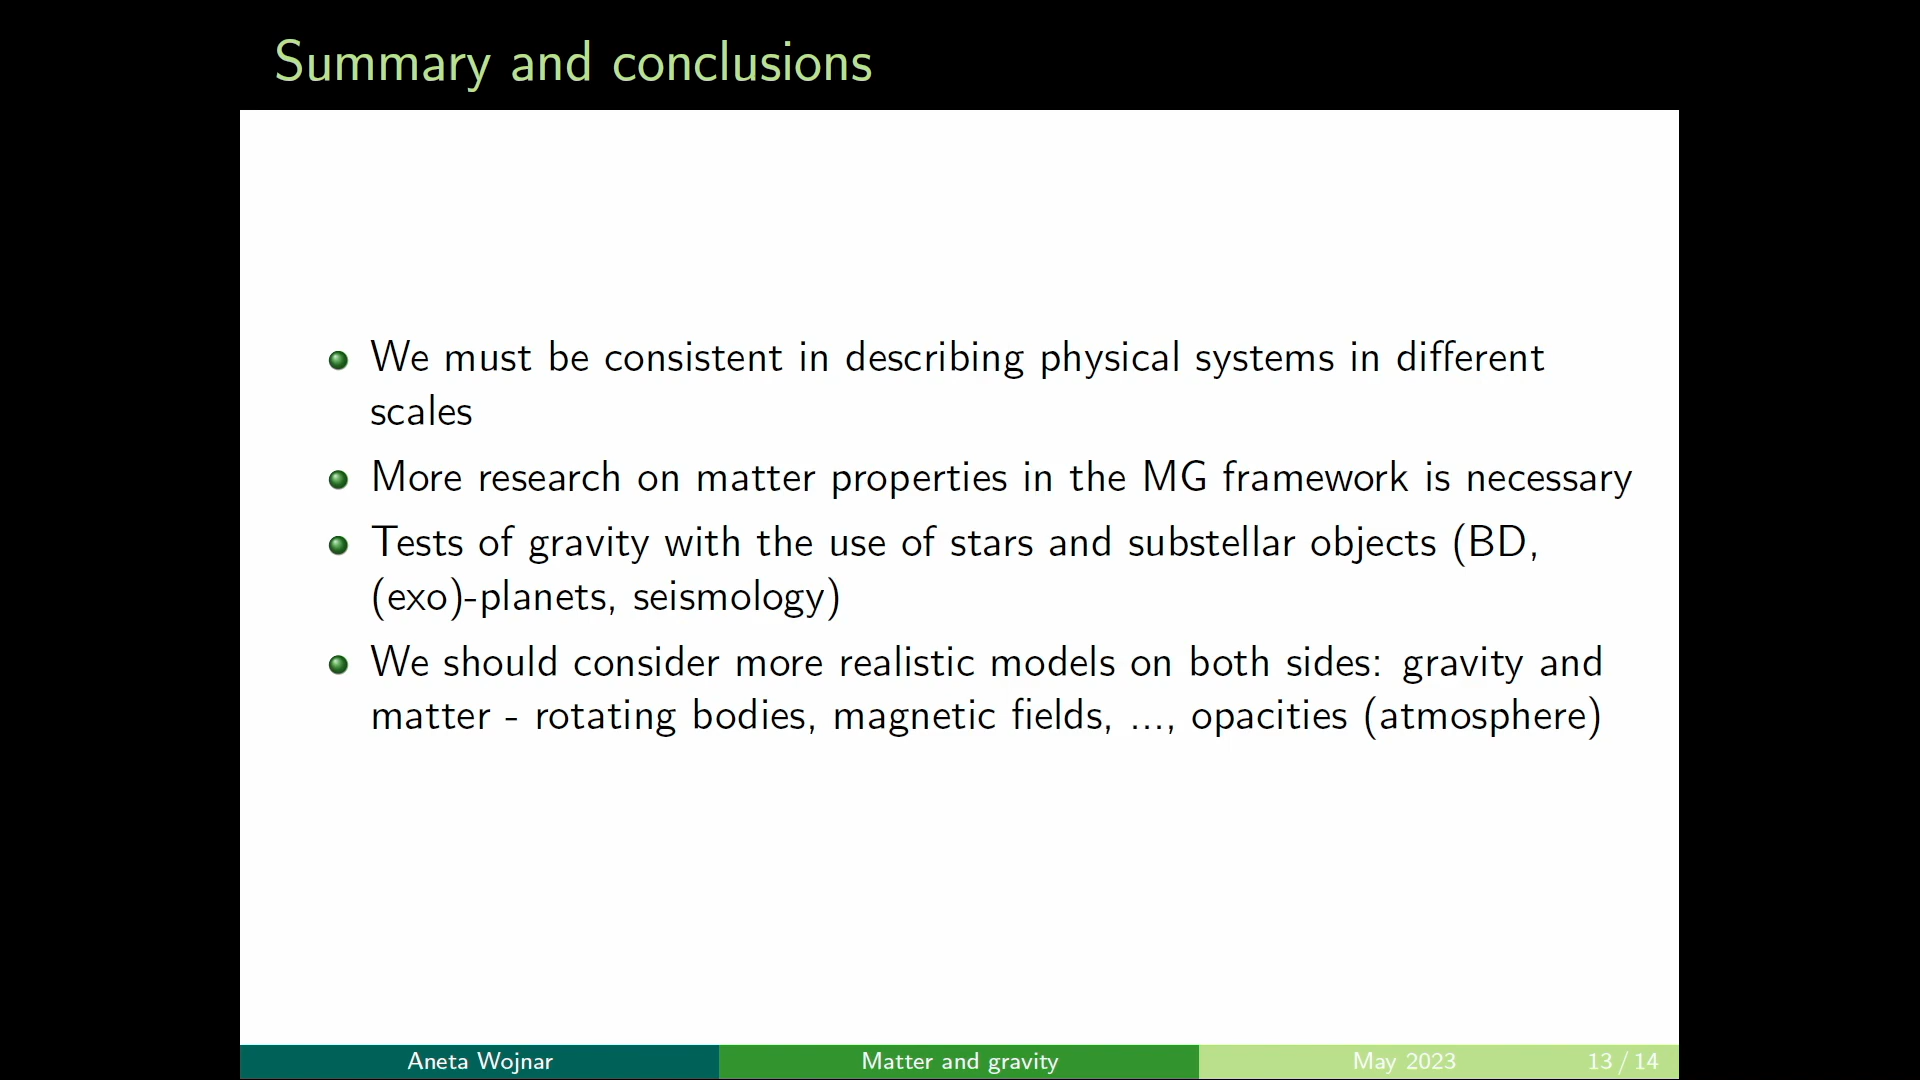 Summary and conclusions
We must be consistent in describing physical systems in different
scales
More research on matter properties in the MG framework is necessary
Tests of gravity with the use of stars and substellar objects (BD,
(exo)-planets, seismology)
We should consider more realistic models on both sides: gravity and
matter - rotating bodies, magnetic fields, ..., opacities (atmosphere)
Aneta Wojnar
Matter and gravity
May 2023
13 / 14